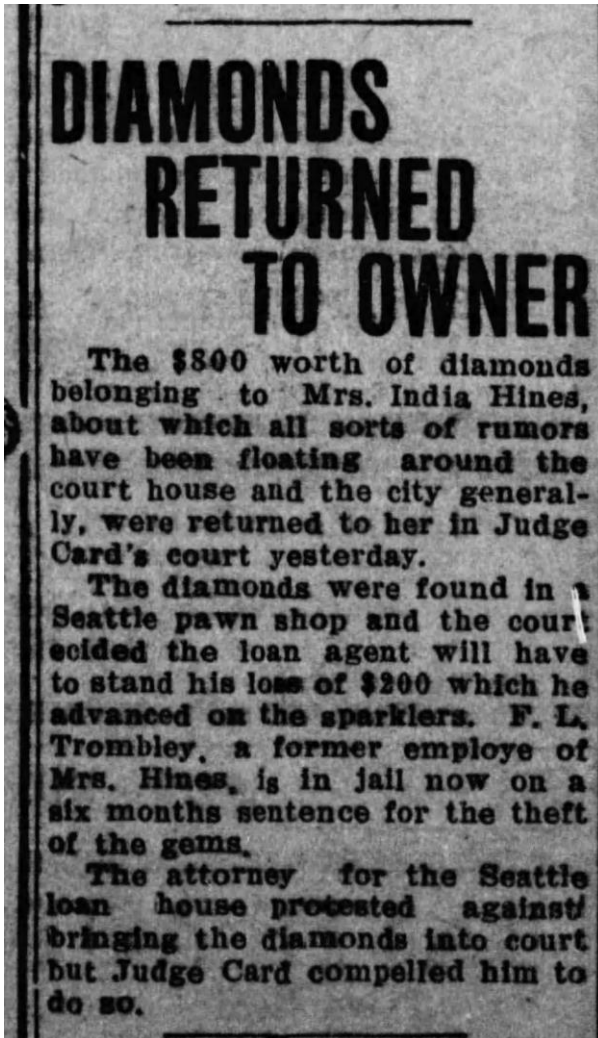 DIAMONDS
RETURNED
TO OWNER
The $800 worth of diamonds
belonging to Mrs. India Hines,
about which all sorts of rumors
have been floating around the
court house and the city general-
ly, were returned to her in Judge
Card's court yesterday.
The diamonds were found in a
Seattle pawn shop and the court
ecided the loan agent will have
to stand his loss of $200 which he
advanced on the sparklers. F. L.
Trombley, a former employe of
Mrs. Hines, is in jail now on a
six months sentence for the theft
of the gems.
The attorney for the Seattle
loan house protested against
bringing the diamonds into court
but Judge Card compelled him to
do so.